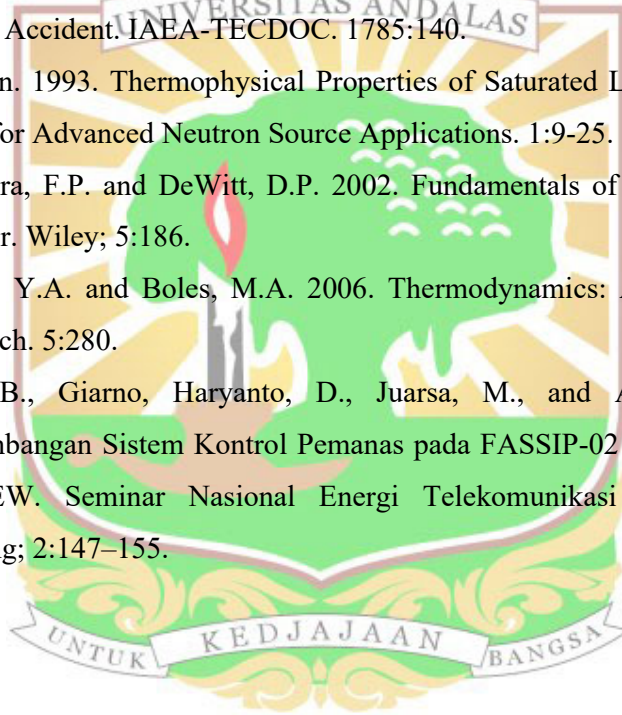 UNIVERSITAS ANDALAS
Accident. IAEA-TECDOC. 1785:140.
n. 1993. Thermophysical Properties of Saturated L
for Advanced Neutron Source Applications. 1:9-25.
ra, F.P. and DeWitt, D.P. 2002. Fundamentals of
r. Wiley; 5:186.
Y.A. and Boles, M.A. 2006. Thermodynamics:
ch. 5:280.
B., Giarno, Haryanto, D., Juarsa, M., and A
mbangan Sistem Kontrol Pemanas pada FASSIP-02
EW. Seminar Nasional Energi Telekomunikasi
g; 2:147–155.
UNTUK KEDJAJAAN BANGSA